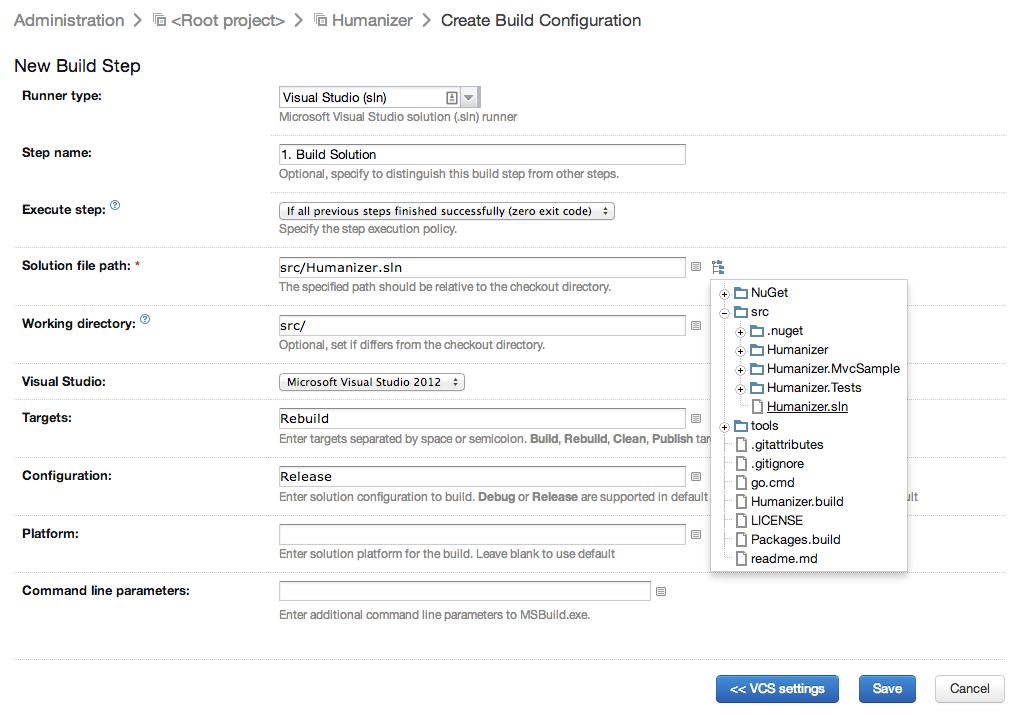 Administration > <Root project> > Humanizer > Create Build Configuration
New Build Step
Runner type:
Visual Studio (sln)
Microsoft Visual Studio solution (.sln) runner
Step name:
1. Build Solution
Optional, specify to distinguish this build step from other steps.
Execute step: ?
If all previous steps finished successfully (zero exit code)
Specify the step execution policy.
Solution file path: *
src/Humanizer.sln
The specified path should be relative to the checkout directory.
Working directory: ?
src/
Optional, set if differs from the checkout directory.
Visual Studio:
Microsoft Visual Studio 2012
Targets:
Rebuild
Enter targets separated by space or semicolon. Build, Rebuild, Clean, Publish tar
Configuration:
Release
Enter solution configuration to build. Debug or Release are supported in default
Platform:
Enter solution platform for the build. Leave blank to use default
Command line parameters:
Enter additional command line parameters to MSBuild.exe.
NuGet
src
.nuget
Humanizer
Humanizer.MvcSample
Humanizer.Tests
Humanizer.sln
tools
.gitattributes
.gitignore
go.cmd
Humanizer.build
LICENSE
Packages.build
readme.md
<< VCS settings
Save
Cancel